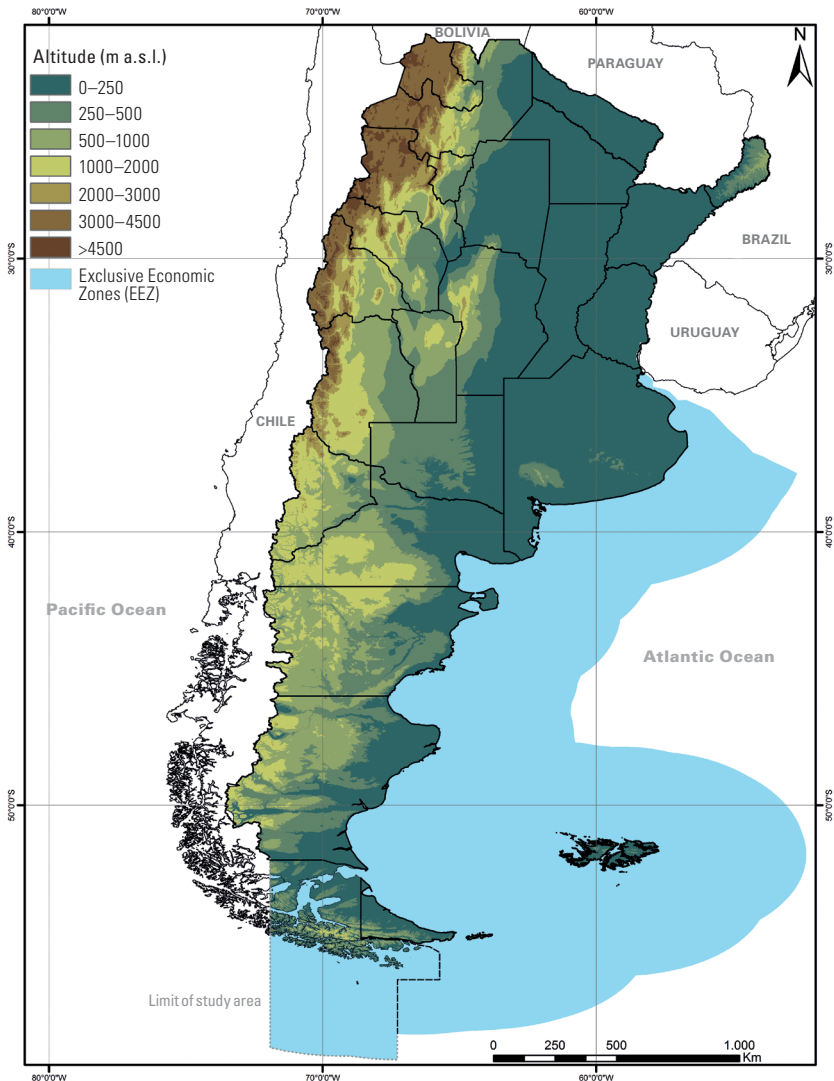 80°0'0"W
70°0'0"W
60°0'0"W
Altitude (m a.s.l.)
0–250
250–500
500–1000
1000–2000
2000–3000
3000–4500
>4500
Exclusive Economic
Zones (EEZ)
BOLIVIA
PARAGUAY
N
BRAZIL
30°0'0"S
30°0'0"S
URUGUAY
CHILE
40°0'0"S
40°0'0"S
Pacific Ocean
Atlantic Ocean
50°0'0"S
50°0'0"S
Limit of study area
0 250 500 1.000
Km
80°0'0"W
70°0'0"W
60°0'0"W